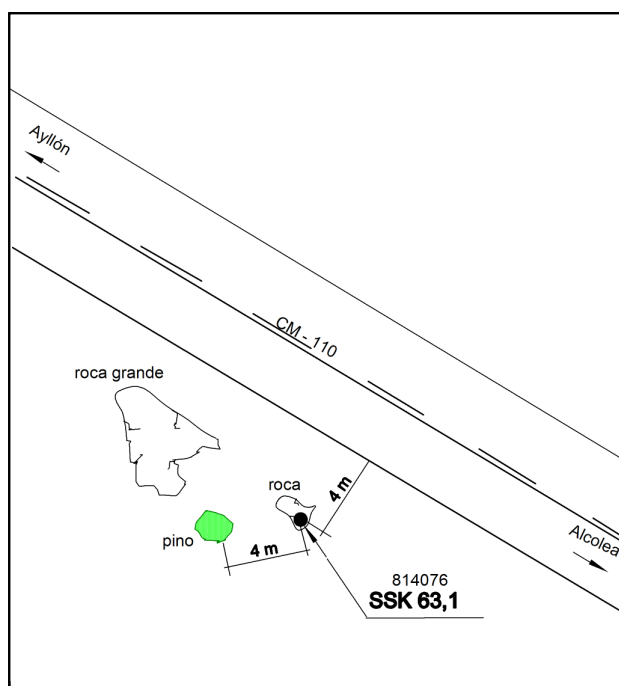 Ayllón
CM - 110
roca grande
roca
4 m
Alcolea
pino
4 m
814076
SSK 63,1